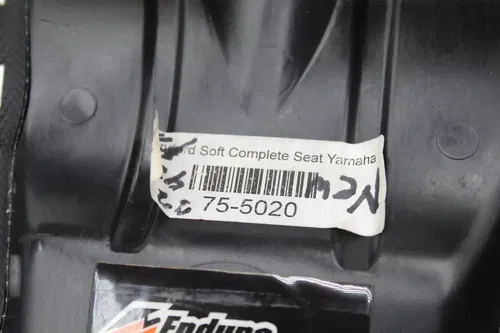 Soft Complete Seat Yamaha
New
75-5020
Enduro